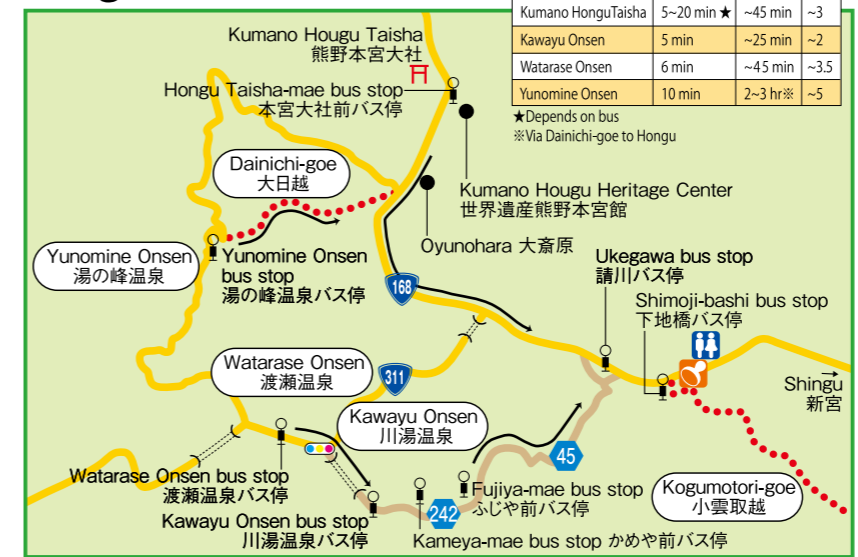 Kumano HonguTaisha 5~20 min ★ ~45 min ~3
Kawayu Onsen 5 min ~25 min ~2
Watarase Onsen 6 min ~45 min ~3.5
Yunomine Onsen 10 min 2~3 hr※ ~5
★Depends on bus
※Via Dainichi-goe to Hongu
Kumano Hougu Taisha
熊野本宮大社
Hongu Taisha-mae bus stop
本宮大社前バス停
Dainichi-goe
大日越
Kumano Hougu Heritage Center
世界遺産熊野本宮館
Oyunohara 大斎原
Yunomine Onsen
湯の峰温泉
Yunomine Onsen
bus stop
湯の峰温泉バス停
Ukegawa bus stop
請川バス停
168
Shimoji-bashi bus stop
下地橋バス停
Watarase Onsen
渡瀬温泉
311
Shingu
新宮
Kawayu Onsen
川湯温泉
45
Watarase Onsen bus stop
渡瀬温泉バス停
Fujiya-mae bus stop
ふじや前バス停
Kogumotori-goe
小雲取越
242
Kawayu Onsen bus stop
川湯温泉バス停
Kameya-mae bus stop かめや前バス停